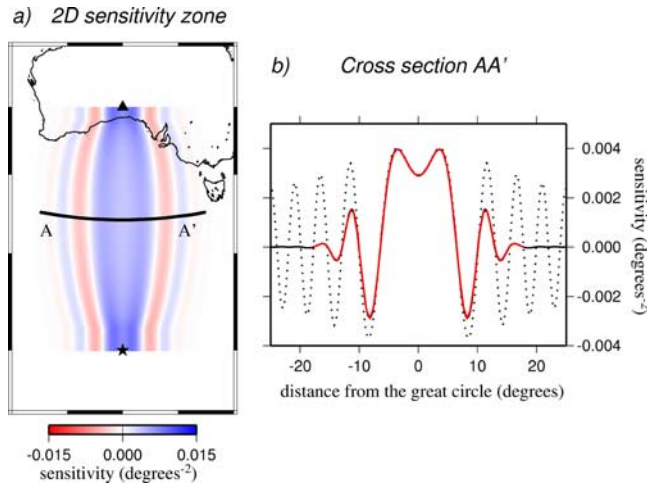 a) 2D sensitivity zone
A A'
-0.015 0.000 0.015
sensitivity (degrees-2)
b) Cross section AA'
0.004
0.002
0.000
-0.002
-0.004
sensitivity (degrees-2)
-20 -10 0 10 20
distance from the great circle (degrees)